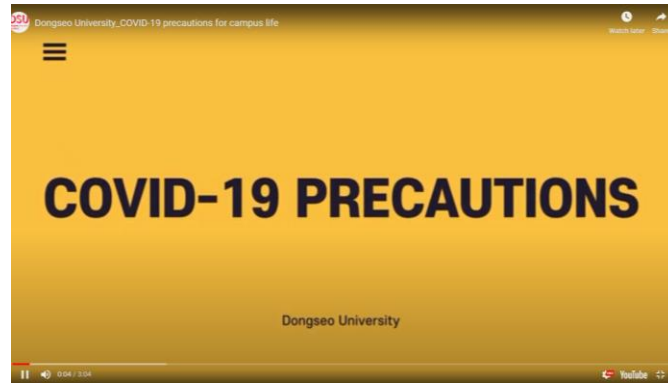 DSU
Dongseo University_COVID-19 precautions for campus life
Watch later
Share
COVID-19 PRECAUTIONS
Dongseo University
0:04 / 3:04
YouTube